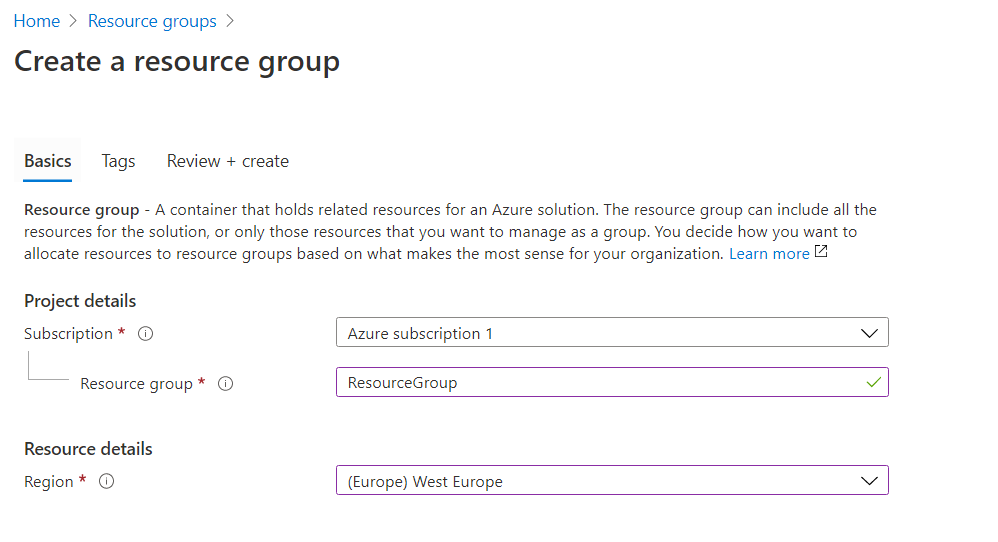 Home > Resource groups >
Create a resource group
Basics Tags Review + create
Resource group - A container that holds related resources for an Azure solution. The resource group can include all the
resources for the solution, or only those resources that you want to manage as a group. You decide how you want to
allocate resources to resource groups based on what makes the most sense for your organization. Learn more
Project details
Subscription * Azure subscription 1
Resource group * ResourceGroup
Resource details
Region * (Europe) West Europe